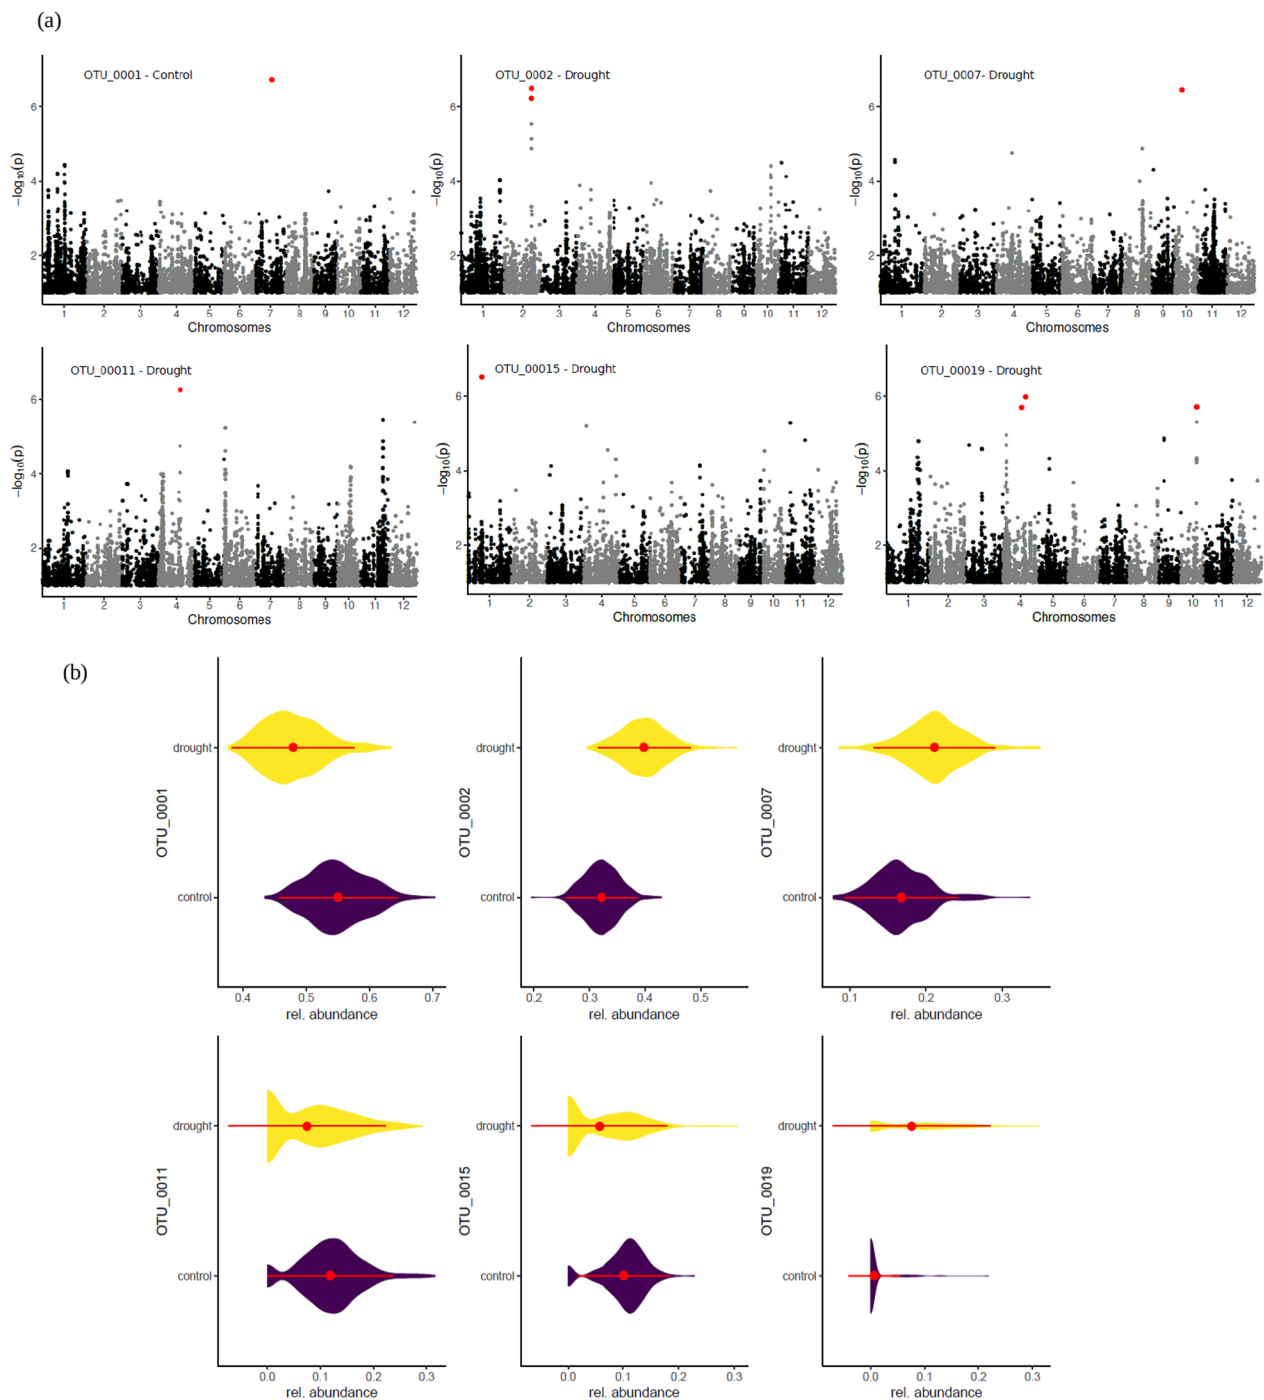 (a)
OTU_0001 - Control
OTU_0002 - Drought
OTU_0007- Drought
−log10(p)
6
4
2
1 2 3 4 5 6 7 8 9 10 11 12
Chromosomes
−log10(p)
6
4
2
1 2 3 4 5 6 7 8 9 10 11 12
Chromosomes
−log10(p)
6
4
2
1 2 3 4 5 6 7 8 9 10 11 12
Chromosomes
OTU_00011 - Drought
OTU_00015 - Drought
OTU_00019 - Drought
−log10(p)
6
4
2
1 2 3 4 5 6 7 8 9 10 11 12
Chromosomes
−log10(p)
6
4
2
1 2 3 4 5 6 7 8 9 10 11 12
Chromosomes
−log10(p)
6
4
2
1 2 3 4 5 6 7 8 9 10 11 12
Chromosomes
(b)
OTU_0001
drought
control
0.4 0.5 0.6 0.7
rel. abundance
OTU_0002
drought
control
0.2 0.3 0.4 0.5
rel. abundance
OTU_0007
drought
control
0.1 0.2 0.3
rel. abundance
OTU_0011
drought
control
0.0 0.1 0.2 0.3
rel. abundance
OTU_0015
drought
control
0.0 0.1 0.2 0.3
rel. abundance
OTU_0019
drought
control
0.0 0.1 0.2 0.3
rel. abundance